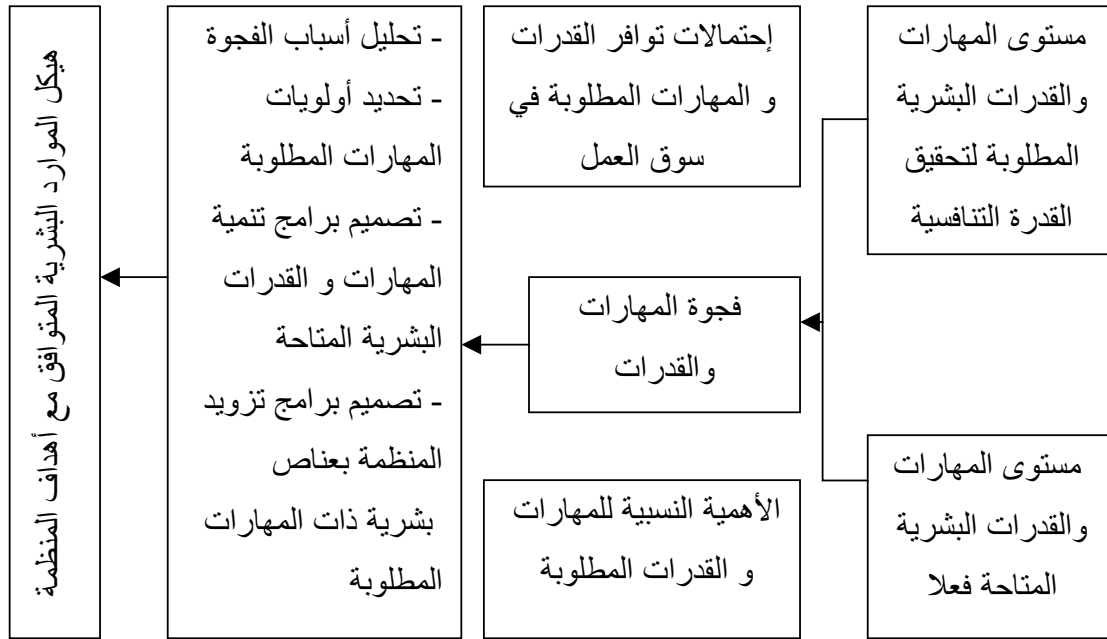 مستوى المهارات
والقدرات البشرية
المطلوبة لتحقيق
القدرة التنافسية
مستوى المهارات
والقدرات البشرية
المتاحة فعلا
إحتمالات توافر القدرات
و المهارات المطلوبة في
سوق العمل
فجوة المهارات
والقدرات
الأهمية النسبية للمهارات
و القدرات المطلوبة
- تحليل أسباب الفجوة
- تحديد أولويات
المهارات المطلوبة
- تصميم برامج تنمية
المهارات و القدرات
البشرية المتاحة
- تصميم برامج تزويد
المنظمة بعناص
بشرية ذات المهارات
المطلوبة
هيكل الموارد البشرية المتوافق مع أهداف المنظمة